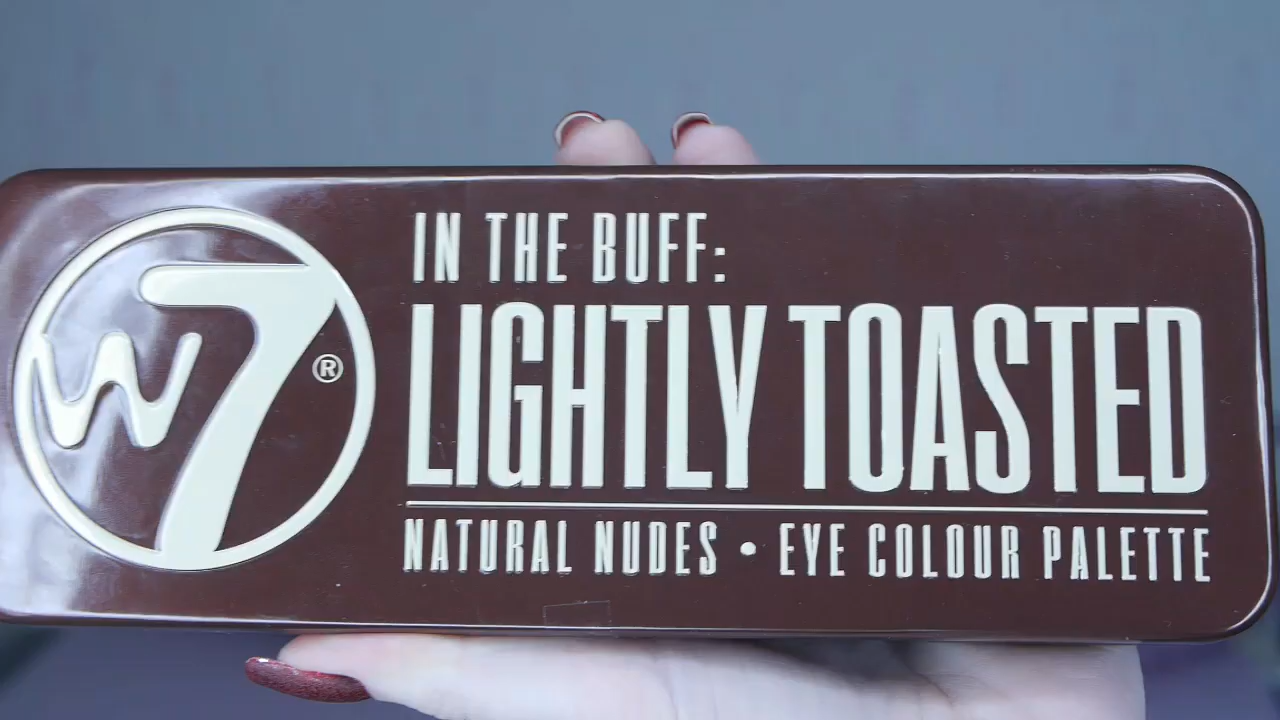 W7®
IN THE BUFF:
LIGHTLY TOASTED
NATURAL NUDES • EYE COLOUR PALETTE